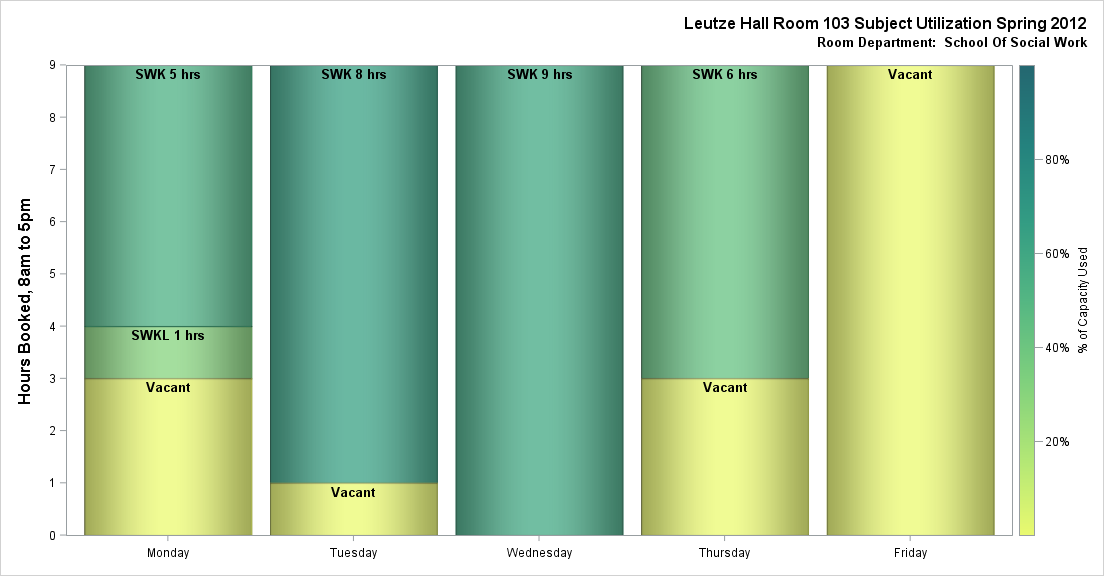 Leutze Hall Room 103 Subject Utilization Spring 2012
Room Department: School Of Social Work
Hours Booked, 8am to 5pm
9
8
7
6
5
4
3
2
1
0
SWK 5 hrs
SWKL 1 hrs
Vacant
SWK 8 hrs
Vacant
SWK 9 hrs
SWK 6 hrs
Vacant
Vacant
Monday
Tuesday
Wednesday
Thursday
Friday
80%
60%
40%
20%
% of Capacity Used